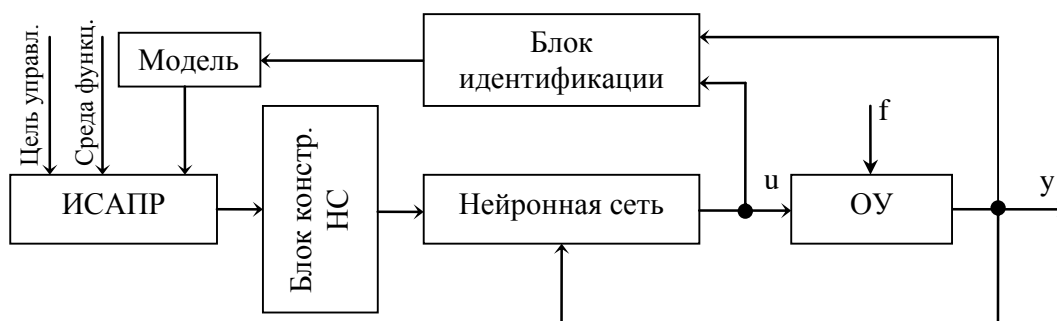 Цель управл.
Среда функц.
Модель
Блок
идентификации
f
ИСАПР
Блок констр.
НС
Нейронная сеть
u
ОУ
y